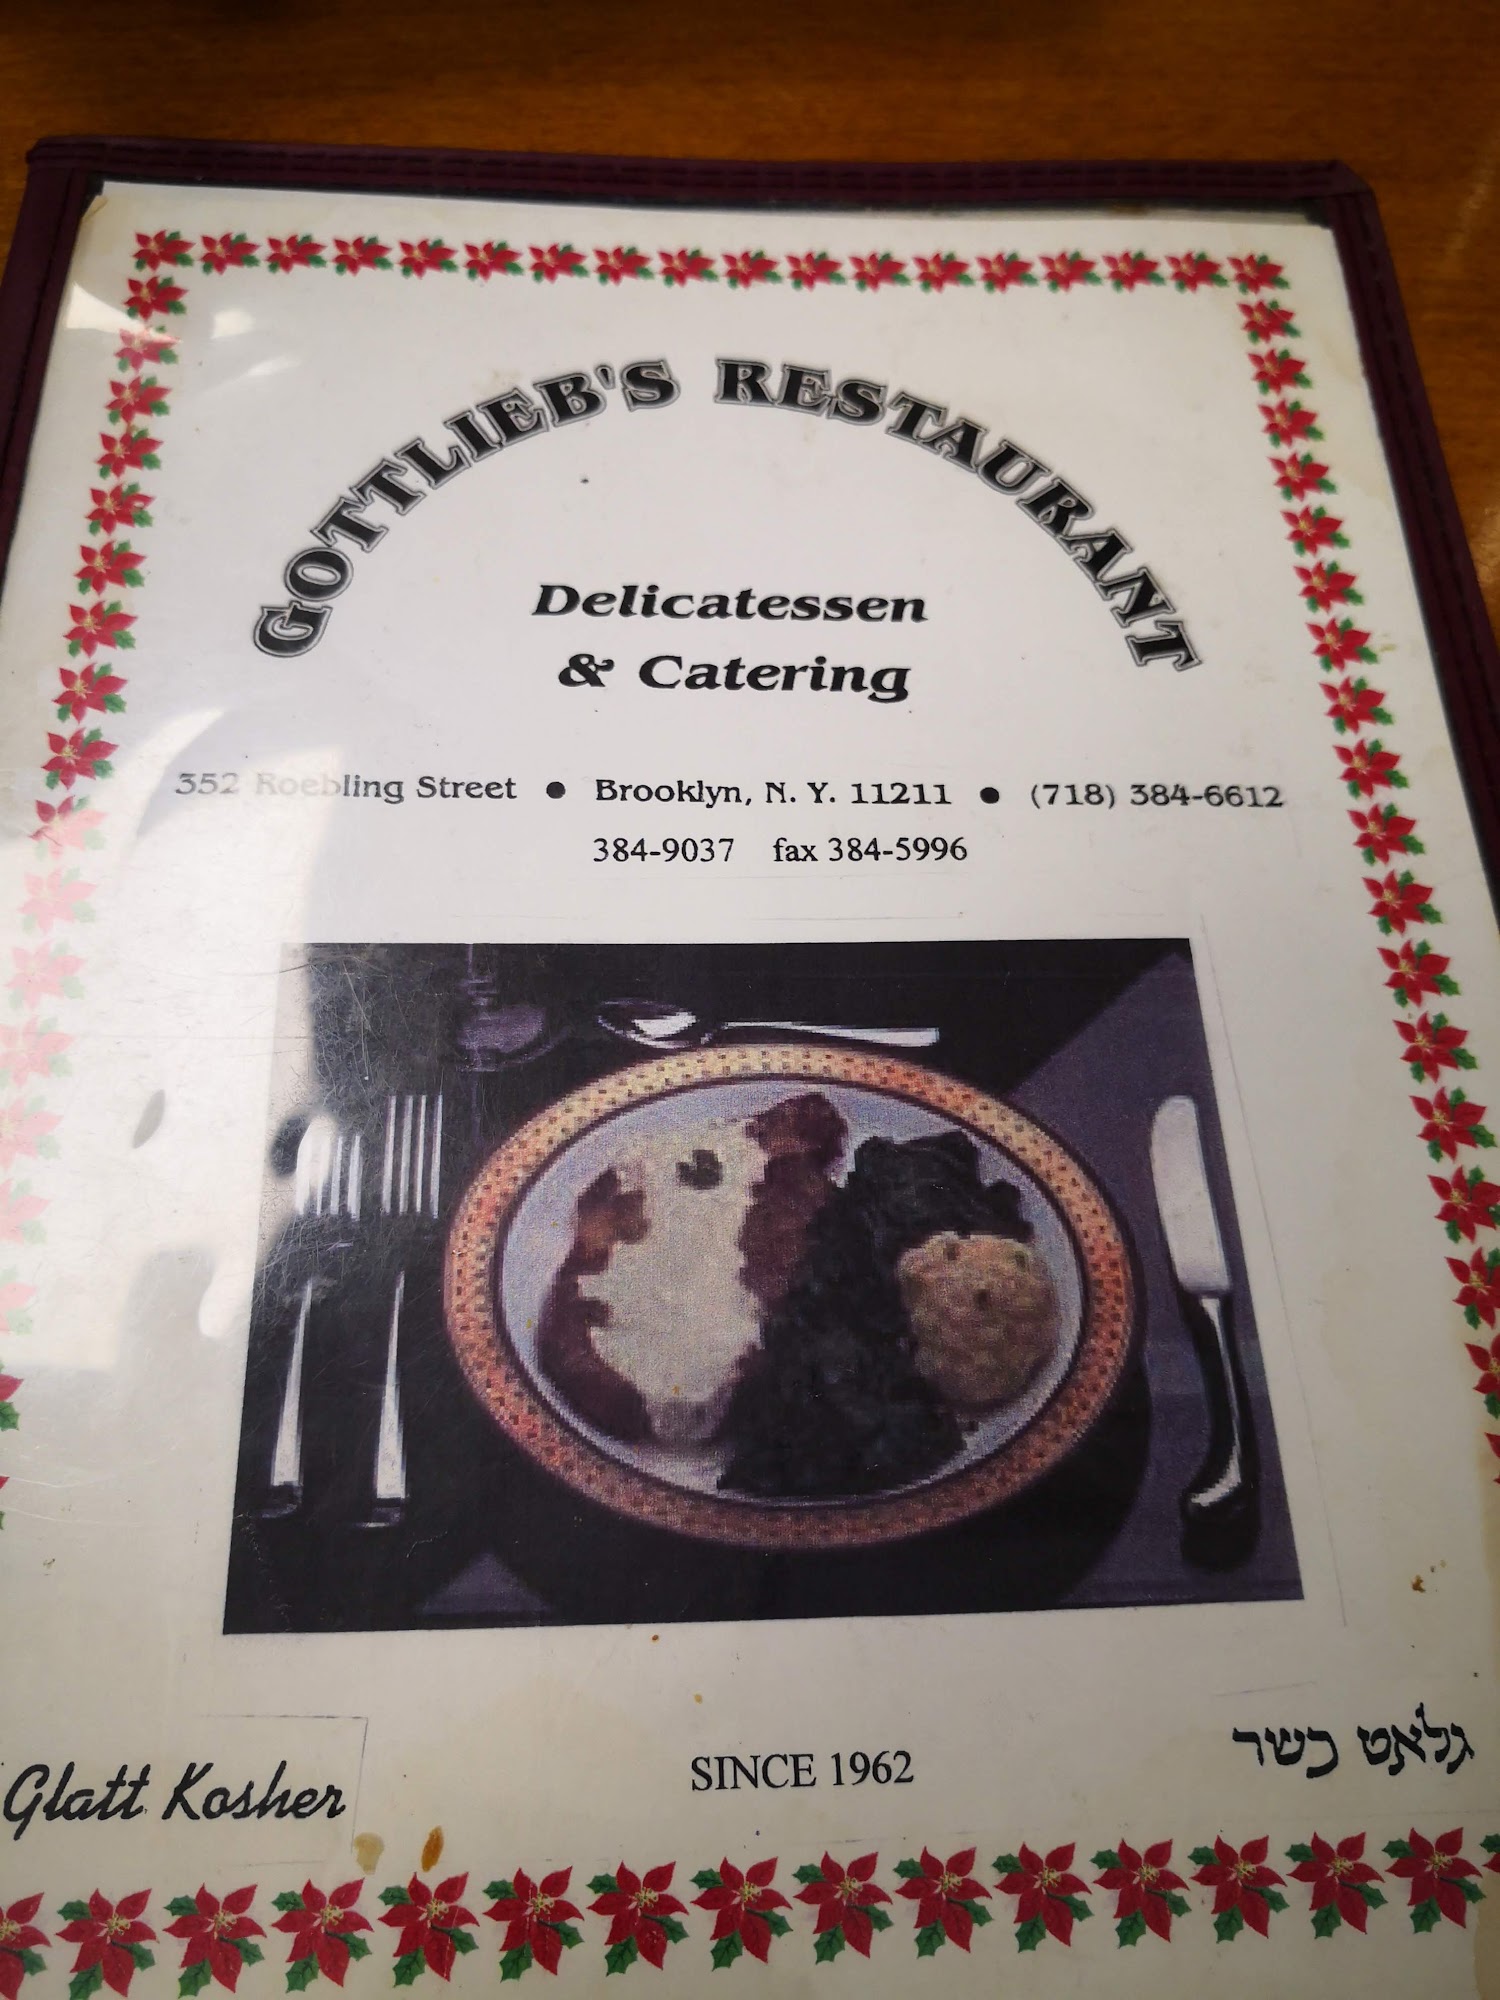 GOTTLIEB'S RESTAURANT
Delicatessen
& Catering
352 Roebling Street • Brooklyn, N. Y. 11211 • (718) 384-6612
384-9037 fax 384-5996
Glatt Kosher
SINCE 1962
גלאט כשר